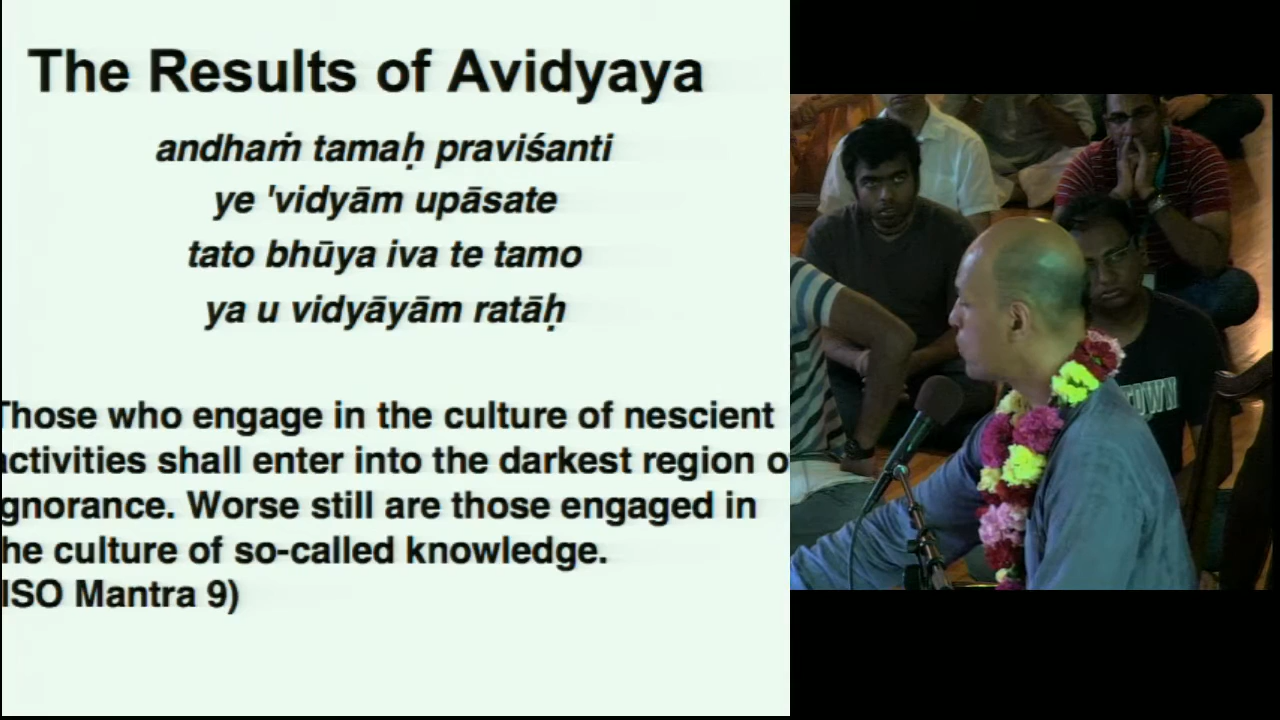 The Results of Avidyaya
andhaṁ tamaḥ praviśanti
ye 'vidyām upāsate
tato bhūya iva te tamo
ya u vidyāyām ratāḥ
Those who engage in the culture of nescient
activities shall enter into the darkest region o
gnorance. Worse still are those engaged in
he culture of so-called knowledge.
ISO Mantra 9)